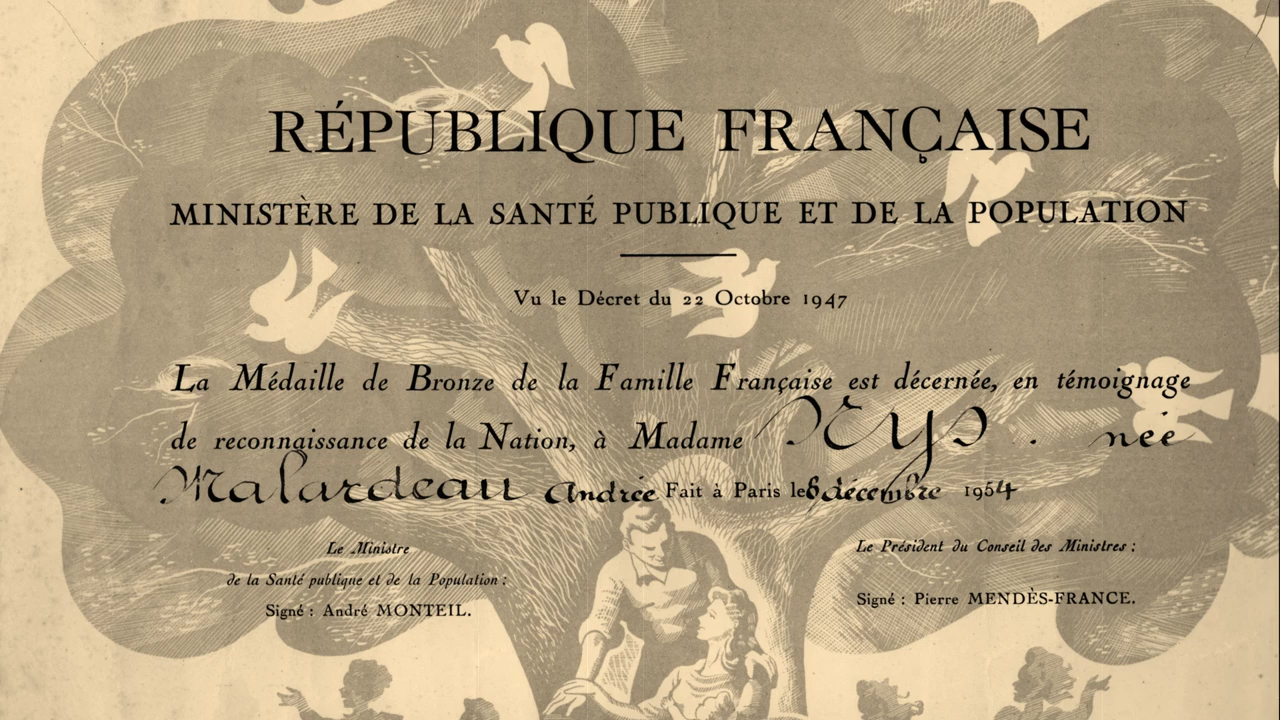 RÉPUBLIQUE FRANÇAISE
MINISTÈRE DE LA SANTÉ PUBLIQUE ET DE LA POPULATION
Vu le Décret du 22 Octobre 1947
La Médaille de Bronze de la Famille Française est décernée, en témoignage
de reconnaissance de la Nation, à Madame Nys. née
Malardeau Andrée Fait à Paris le 8 décembre 1954
Le Ministre
de la Santé publique et de la Population :
Signé : André MONTEIL.
Le Président du Conseil des Ministres :
Signé : Pierre MENDÈS-FRANCE.